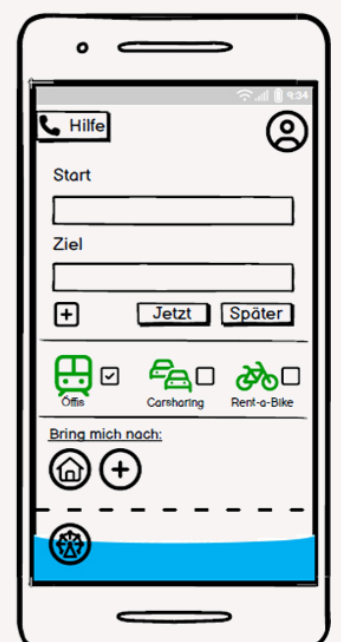 9:34
Hilfe
Start
Ziel
Jetzt Später
Öffis Carsharing Rent-a-Bike
Bring mich nach: